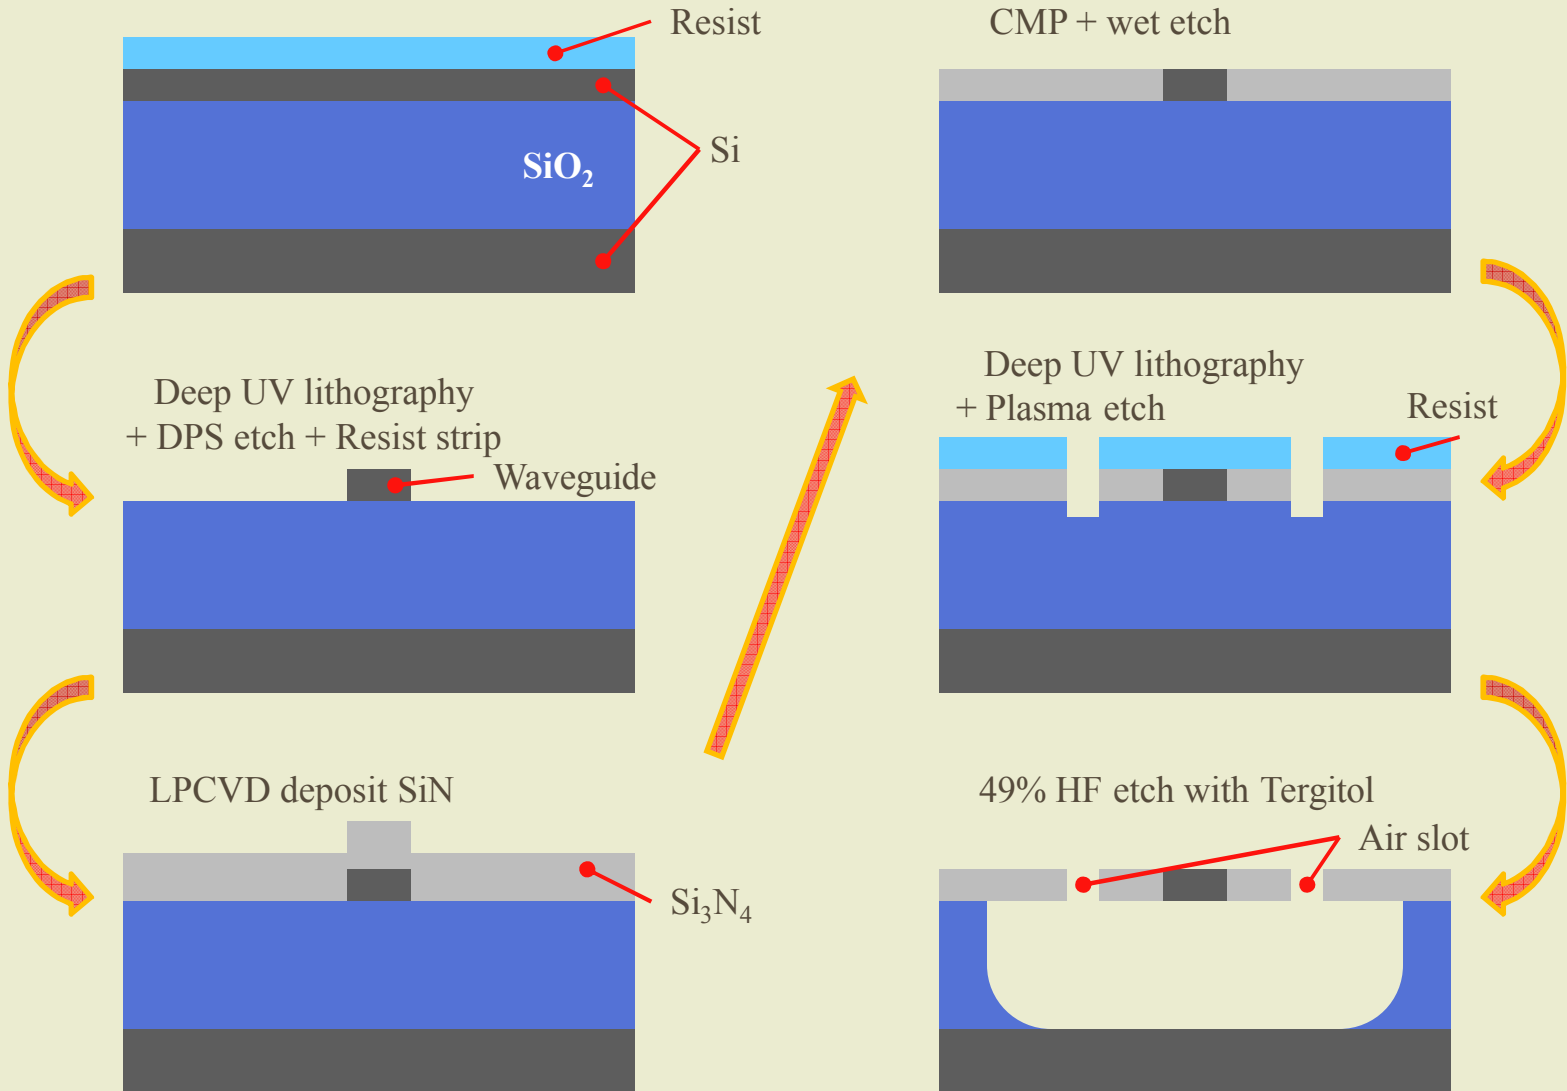 Resist
Si
SiO₂
Deep UV lithography
+ DPS etch + Resist strip
Waveguide
LPCVD deposit SiN
Si₃N₄
CMP + wet etch
Deep UV lithography
+ Plasma etch
Resist
49% HF etch with Tergitol
Air slot